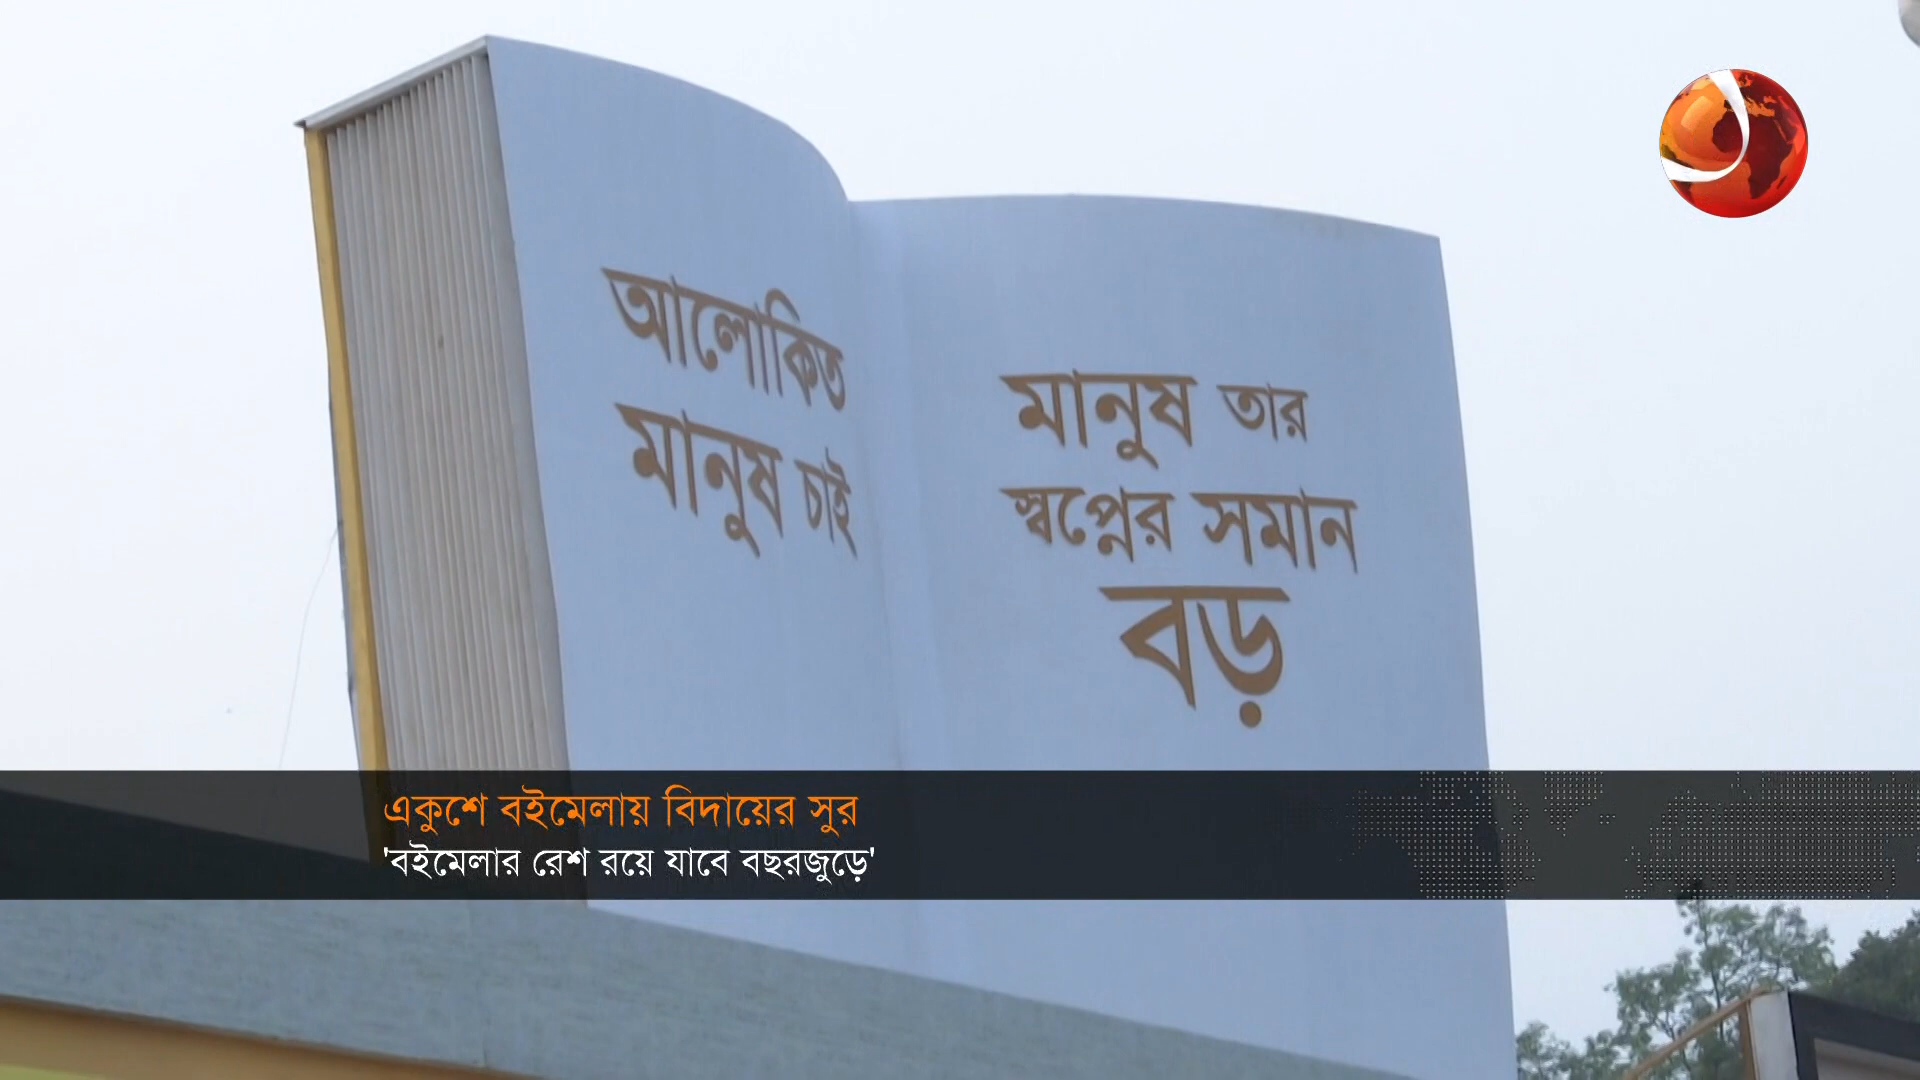 আলোকিত
মানুষ চাই
মানুষ তার
স্বপ্নের সমান
বড়
একুশে বইমেলায় বিদায়ের সুর
'বইমেলার রেশ রয়ে যাবে বছরজুড়ে'